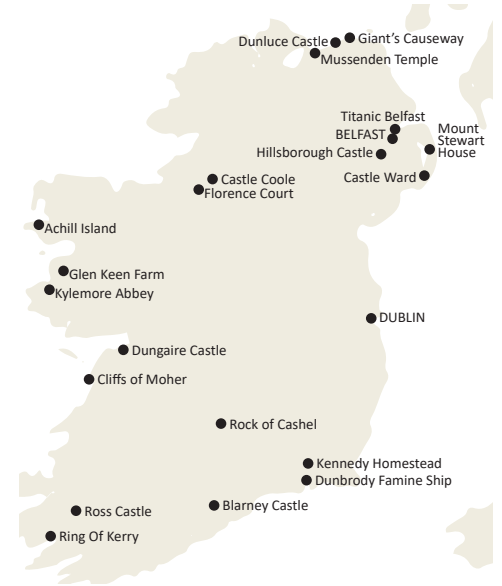 Giant's Causeway
Dunluce Castle
Mussenden Temple
Titanic Belfast
BELFAST
Mount
Stewart
House
Hillsborough Castle
Castle Ward
Castle Coole
Florence Court
Achill Island
Glen Keen Farm
Kylemore Abbey
DUBLIN
Dungaire Castle
Cliffs of Moher
Rock of Cashel
Kennedy Homestead
Dunbrody Famine Ship
Blarney Castle
Ross Castle
Ring Of Kerry